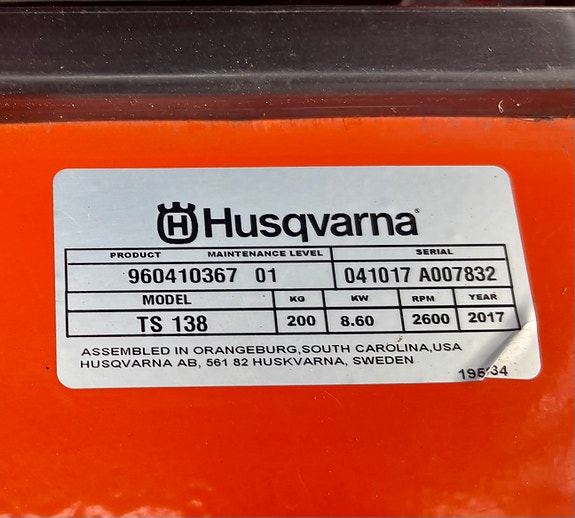 Husqvarna
PRODUCT MAINTENANCE LEVEL SERIAL
960410367 01 041017 A007832
MODEL KG KW RPM YEAR
TS 138 200 8.60 2600 2017
ASSEMBLED IN ORANGEBURG,SOUTH CAROLINA,USA
HUSQVARNA AB, 561 82 HUSKVARNA, SWEDEN